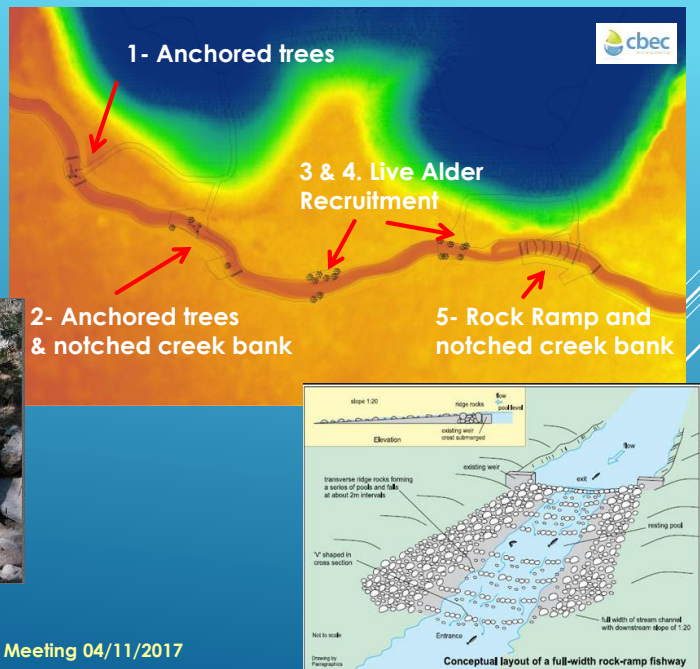 1- Anchored trees
cbec
3 & 4. Live Alder
Recruitment
2- Anchored trees
& notched creek bank
5- Rock Ramp and
notched creek bank
slope 1:20
ridge rocks
flow
pool level
existing weir
crest submerged
Elevation
flow
existing weir
exit
transverse ridge rocks forming
a series of pools and falls
at about 2m intervals
resting pool
'V' shaped in
cross section
full width of stream channel
with downstream slope of 1:20
Not to scale
Entrance
Drawing by
Paragraphics
Conceptual layout of a full-width rock-ramp fishway
Meeting 04/11/2017